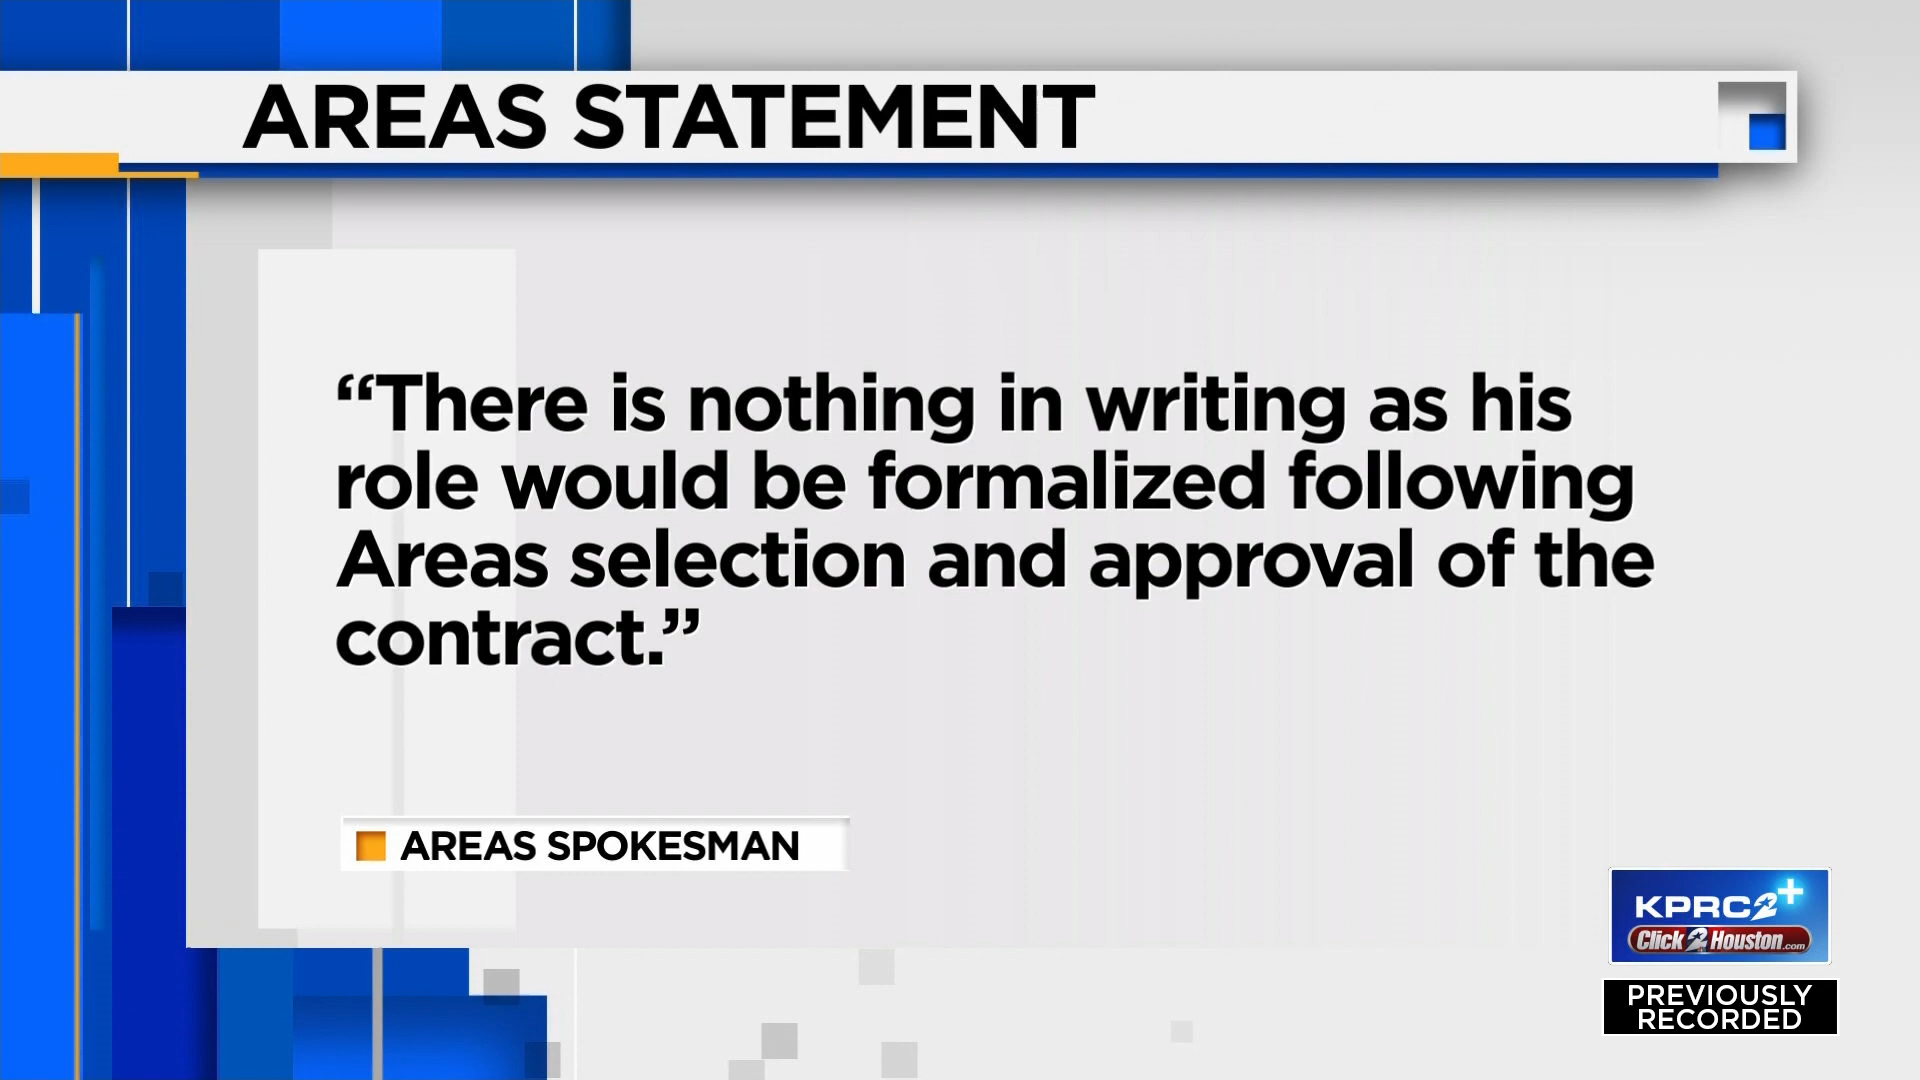 AREAS STATEMENT
“There is nothing in writing as his
role would be formalized following
Areas selection and approval of the
contract.”
AREAS SPOKESMAN
KPRC2+
Click2Houston.com
PREVIOUSLY
RECORDED